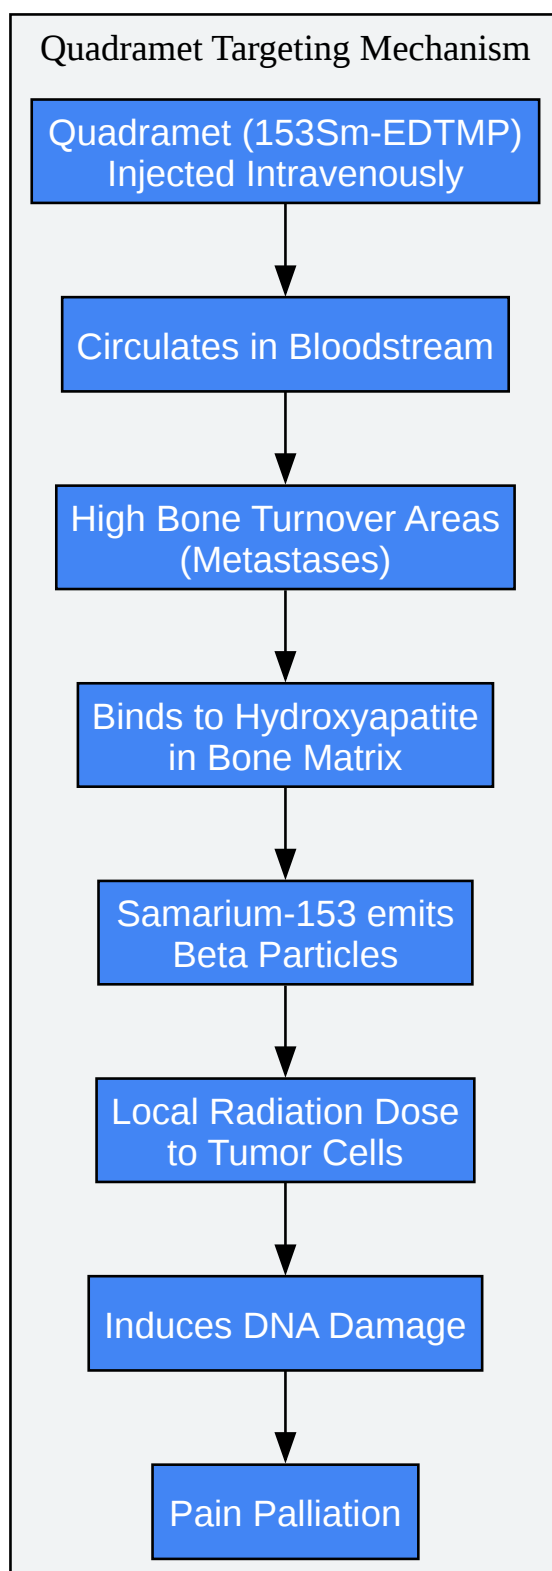 Quadramet Targeting Mechanism
Quadramet (153Sm-EDTMP)
Injected Intravenously
Circulates in Bloodstream
High Bone Turnover Areas
(Metastases)
Binds to Hydroxyapatite
in Bone Matrix
Samarium-153 emits
Beta Particles
Local Radiation Dose
to Tumor Cells
Induces DNA Damage
Pain Palliation